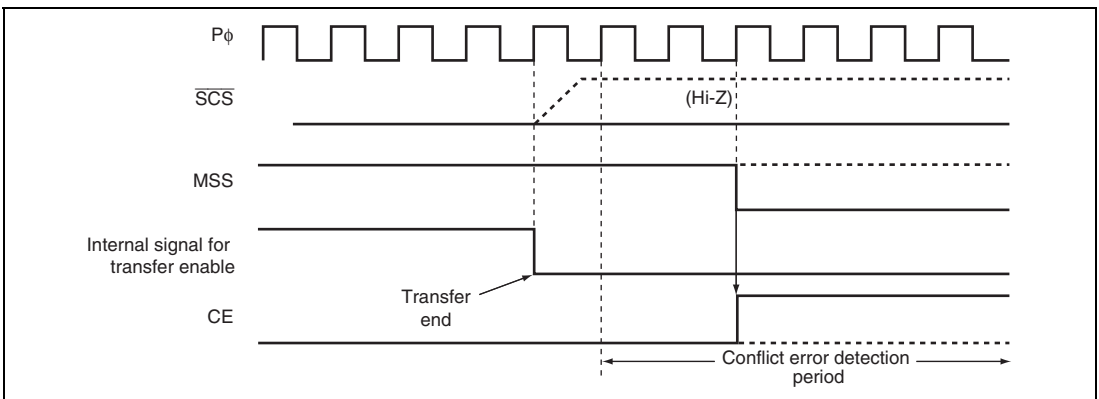 Pϕ
SCS
(Hi-Z)
MSS
Internal signal for
transfer enable
Transfer
end
CE
Conflict error detection
period